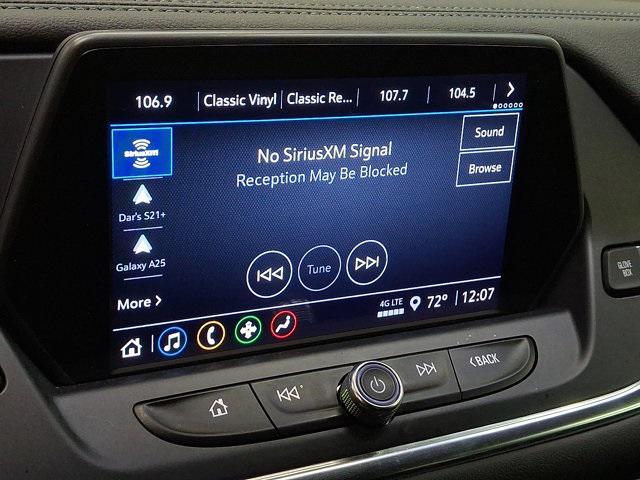 106.9 Classic Vinyl Classic Re... 107.7 104.5
SiriusXM
No SiriusXM Signal
Reception May Be Blocked
Sound
Browse
Dar's S21+
Galaxy A25
Tune
More
4G LTE 72° 12:07
BACK
GLOVE
BOX